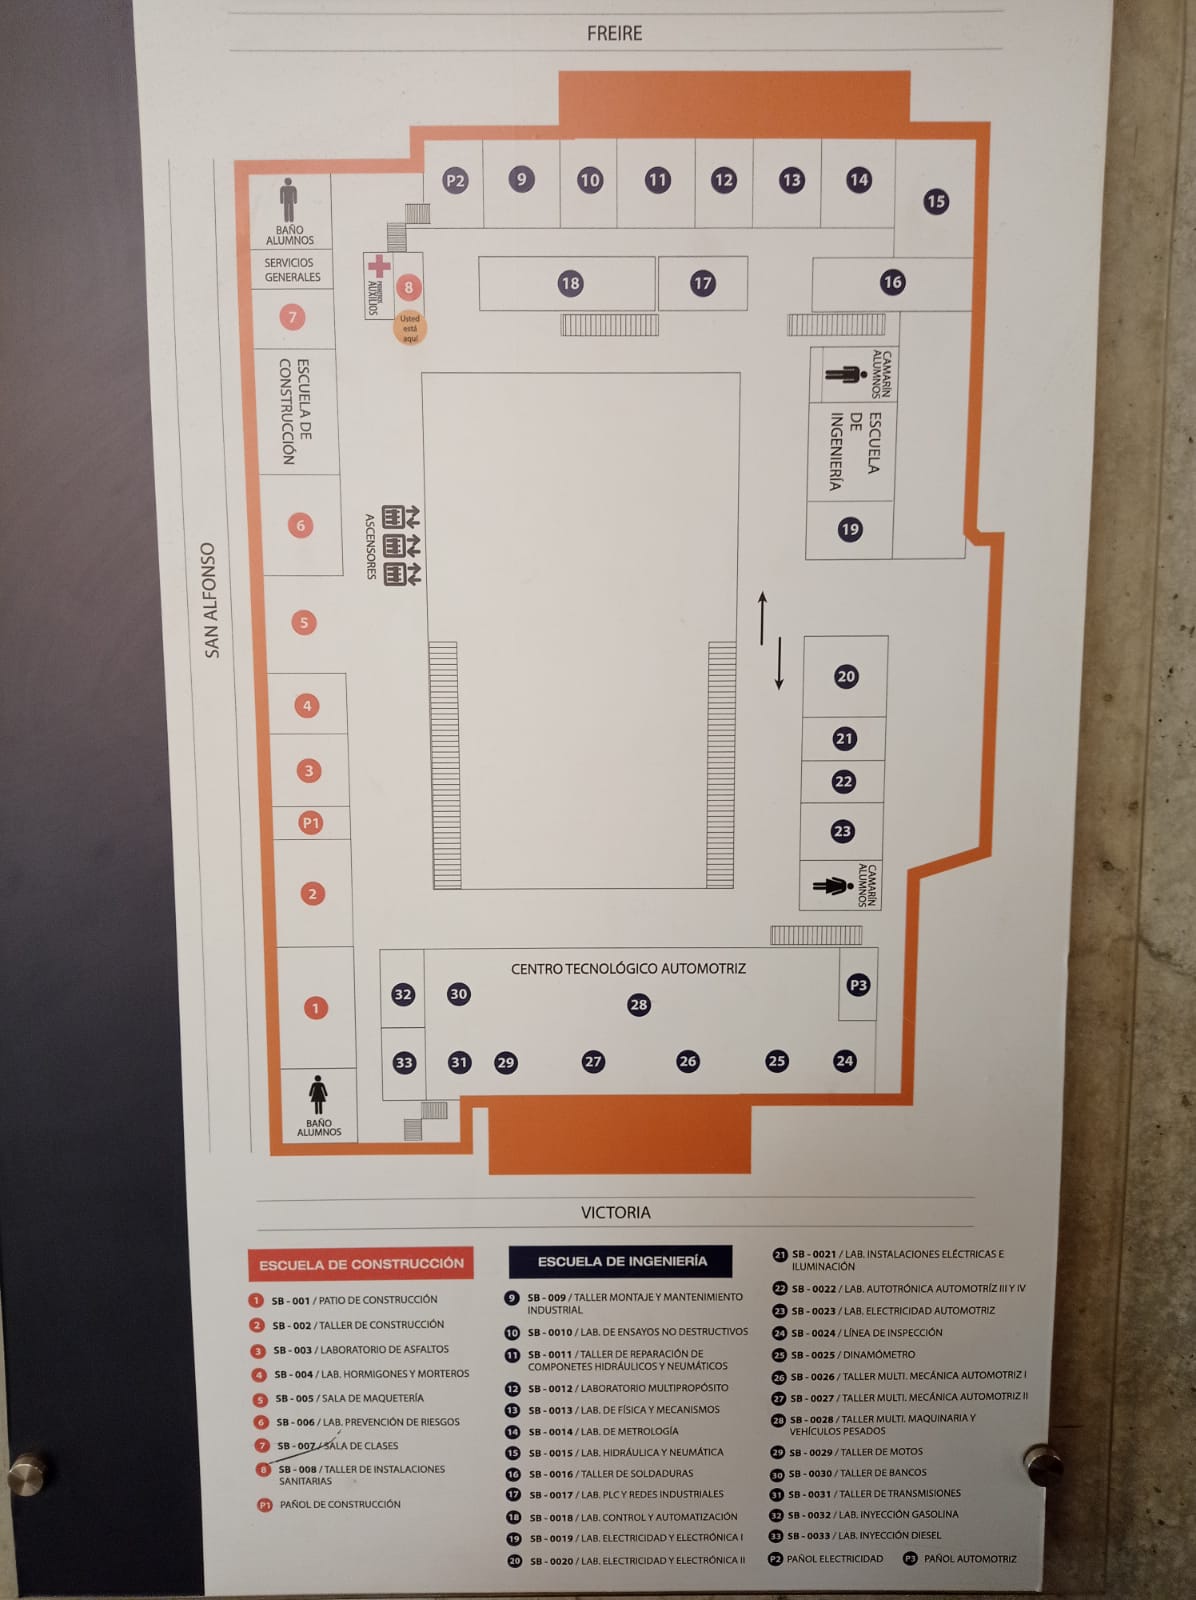 FREIRE
P2
9
10
11
12
13
14
15
BAÑO
ALUMNOS
SERVICIOS
GENERALES
7
PRIMEROS
AUXILIOS
8
Usted
está
aquí
18
17
16
CAMARÍN
ALUMNOS
ESCUELA DE
CONSTRUCCIÓN
ESCUELA
DE
INGENIERÍA
6
ASCENSORES
19
SAN ALFONSO
5
4
3
P1
2
1
20
21
22
23
CAMARÍN
ALUMNOS
CENTRO TECNOLÓGICO AUTOMOTRIZ
32
30
28
P3
33
31
29
27
26
25
24
BAÑO
ALUMNOS
VICTORIA
ESCUELA DE CONSTRUCCIÓN
1 SB - 001 / PATIO DE CONSTRUCCIÓN
2 SB - 002 / TALLER DE CONSTRUCCIÓN
3 SB - 003 / LABORATORIO DE ASFALTOS
4 SB - 004 / LAB. HORMIGONES Y MORTEROS
5 SB - 005 / SALA DE MAQUETERÍA
6 SB - 006 / LAB. PREVENCIÓN DE RIESGOS
7 SB - 007 / SALA DE CLASES
8 SB - 008 / TALLER DE INSTALACIONES
SANITARIAS
P1 PAÑOL DE CONSTRUCCIÓN
ESCUELA DE INGENIERÍA
9 SB - 009 / TALLER MONTAJE Y MANTENIMIENTO
INDUSTRIAL
10 SB - 0010 / LAB. DE ENSAYOS NO DESTRUCTIVOS
11 SB - 0011 / TALLER DE REPARACIÓN DE
COMPONETES HIDRÁULICOS Y NEUMÁTICOS
12 SB - 0012 / LABORATORIO MULTIPROPÓSITO
13 SB - 0013 / LAB. DE FÍSICA Y MECANISMOS
14 SB - 0014 / LAB. DE METROLOGÍA
15 SB - 0015 / LAB. HIDRÁULICA Y NEUMÁTICA
16 SB - 0016 / TALLER DE SOLDADURAS
17 SB - 0017 / LAB. PLC Y REDES INDUSTRIALES
18 SB - 0018 / LAB. CONTROL Y AUTOMATIZACIÓN
19 SB - 0019 / LAB. ELECTRICIDAD Y ELECTRÓNICA I
20 SB - 0020 / LAB. ELECTRICIDAD Y ELECTRÓNICA II
21 SB - 0021 / LAB. INSTALACIONES ELÉCTRICAS E
ILUMINACIÓN
22 SB - 0022 / LAB. AUTOTRÓNICA AUTOMOTRÍZ III Y IV
23 SB - 0023 / LAB. ELECTRICIDAD AUTOMOTRIZ
24 SB - 0024 / LÍNEA DE INSPECCIÓN
25 SB - 0025 / DINAMÓMETRO
26 SB - 0026 / TALLER MULTI. MECÁNICA AUTOMOTRIZ I
27 SB - 0027 / TALLER MULTI. MECÁNICA AUTOMOTRIZ II
28 SB - 0028 / TALLER MULTI. MAQUINARIA Y
VEHÍCULOS PESADOS
29 SB - 0029 / TALLER DE MOTOS
30 SB - 0030 / TALLER DE BANCOS
31 SB - 0031 / TALLER DE TRANSMISIONES
32 SB - 0032 / LAB. INYECCIÓN GASOLINA
33 SB - 0033 / LAB. INYECCIÓN DIESEL
P2 PAÑOL ELECTRICIDAD P3 PAÑOL AUTOMOTRIZ